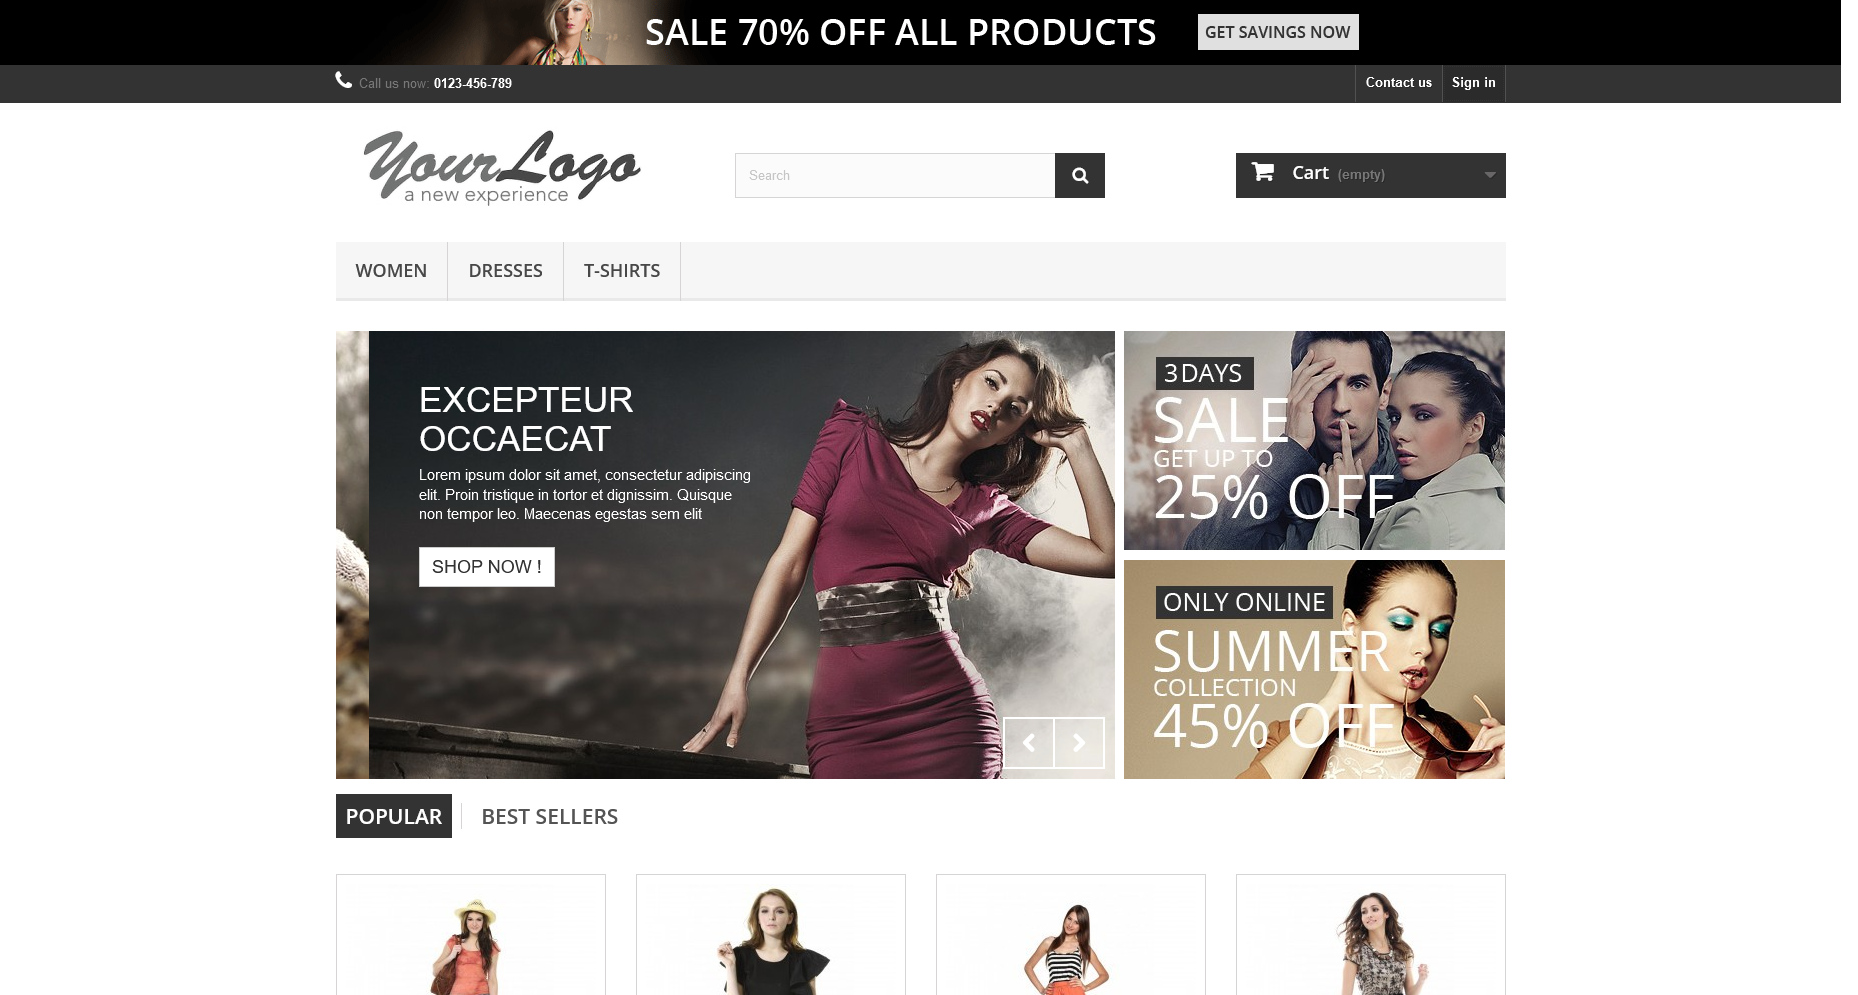 SALE 70% OFF ALL PRODUCTS
GET SAVINGS NOW
Call us now: 0123-456-789
Contact us
Sign in
YourLogo
a new experience
Search
Cart (empty)
WOMEN
DRESSES
T-SHIRTS
EXCEPTEUR
OCCAECAT
Lorem ipsum dolor sit amet, consectetur adipiscing
elit. Proin tristique in tortor et dignissim. Quisque
non tempor leo. Maecenas egestas sem elit
SHOP NOW !
3DAYS
SALE
GET UP TO
25% OFF
ONLY ONLINE
SUMMER
COLLECTION
45% OFF
POPULAR
BEST SELLERS